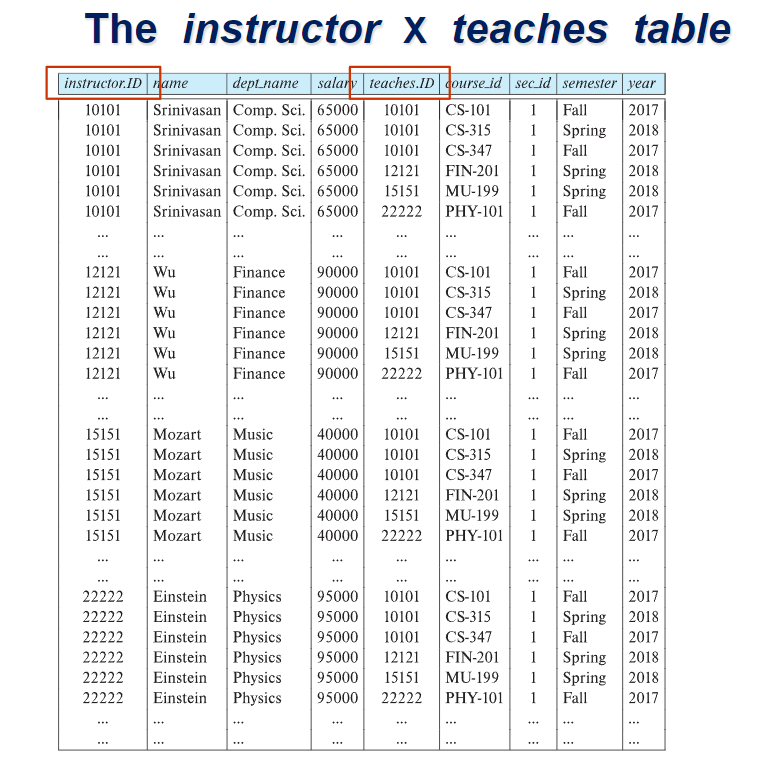 The instructor x teaches table
instructor.ID name dept_name salary teaches.ID course_id sec_id semester year
10101 Srinivasan Comp. Sci. 65000 10101 CS-101 1 Fall 2017
10101 Srinivasan Comp. Sci. 65000 10101 CS-315 1 Spring 2018
10101 Srinivasan Comp. Sci. 65000 10101 CS-347 1 Fall 2017
10101 Srinivasan Comp. Sci. 65000 12121 FIN-201 1 Spring 2018
10101 Srinivasan Comp. Sci. 65000 15151 MU-199 1 Spring 2018
10101 Srinivasan Comp. Sci. 65000 22222 PHY-101 1 Fall 2017
... ... ... ... ... ... ... ... ...
... ... ... ... ... ... ... ... ...
12121 Wu Finance 90000 10101 CS-101 1 Fall 2017
12121 Wu Finance 90000 10101 CS-315 1 Spring 2018
12121 Wu Finance 90000 10101 CS-347 1 Fall 2017
12121 Wu Finance 90000 12121 FIN-201 1 Spring 2018
12121 Wu Finance 90000 15151 MU-199 1 Spring 2018
12121 Wu Finance 90000 22222 PHY-101 1 Fall 2017
... ... ... ... ... ... ... ... ...
... ... ... ... ... ... ... ... ...
15151 Mozart Music 40000 10101 CS-101 1 Fall 2017
15151 Mozart Music 40000 10101 CS-315 1 Spring 2018
15151 Mozart Music 40000 10101 CS-347 1 Fall 2017
15151 Mozart Music 40000 12121 FIN-201 1 Spring 2018
15151 Mozart Music 40000 15151 MU-199 1 Spring 2018
15151 Mozart Music 40000 22222 PHY-101 1 Fall 2017
... ... ... ... ... ... ... ... ...
... ... ... ... ... ... ... ... ...
22222 Einstein Physics 95000 10101 CS-101 1 Fall 2017
22222 Einstein Physics 95000 10101 CS-315 1 Spring 2018
22222 Einstein Physics 95000 10101 CS-347 1 Fall 2017
22222 Einstein Physics 95000 12121 FIN-201 1 Spring 2018
22222 Einstein Physics 95000 15151 MU-199 1 Spring 2018
22222 Einstein Physics 95000 22222 PHY-101 1 Fall 2017
... ... ... ... ... ... ... ... ...
... ... ... ... ... ... ... ... ...